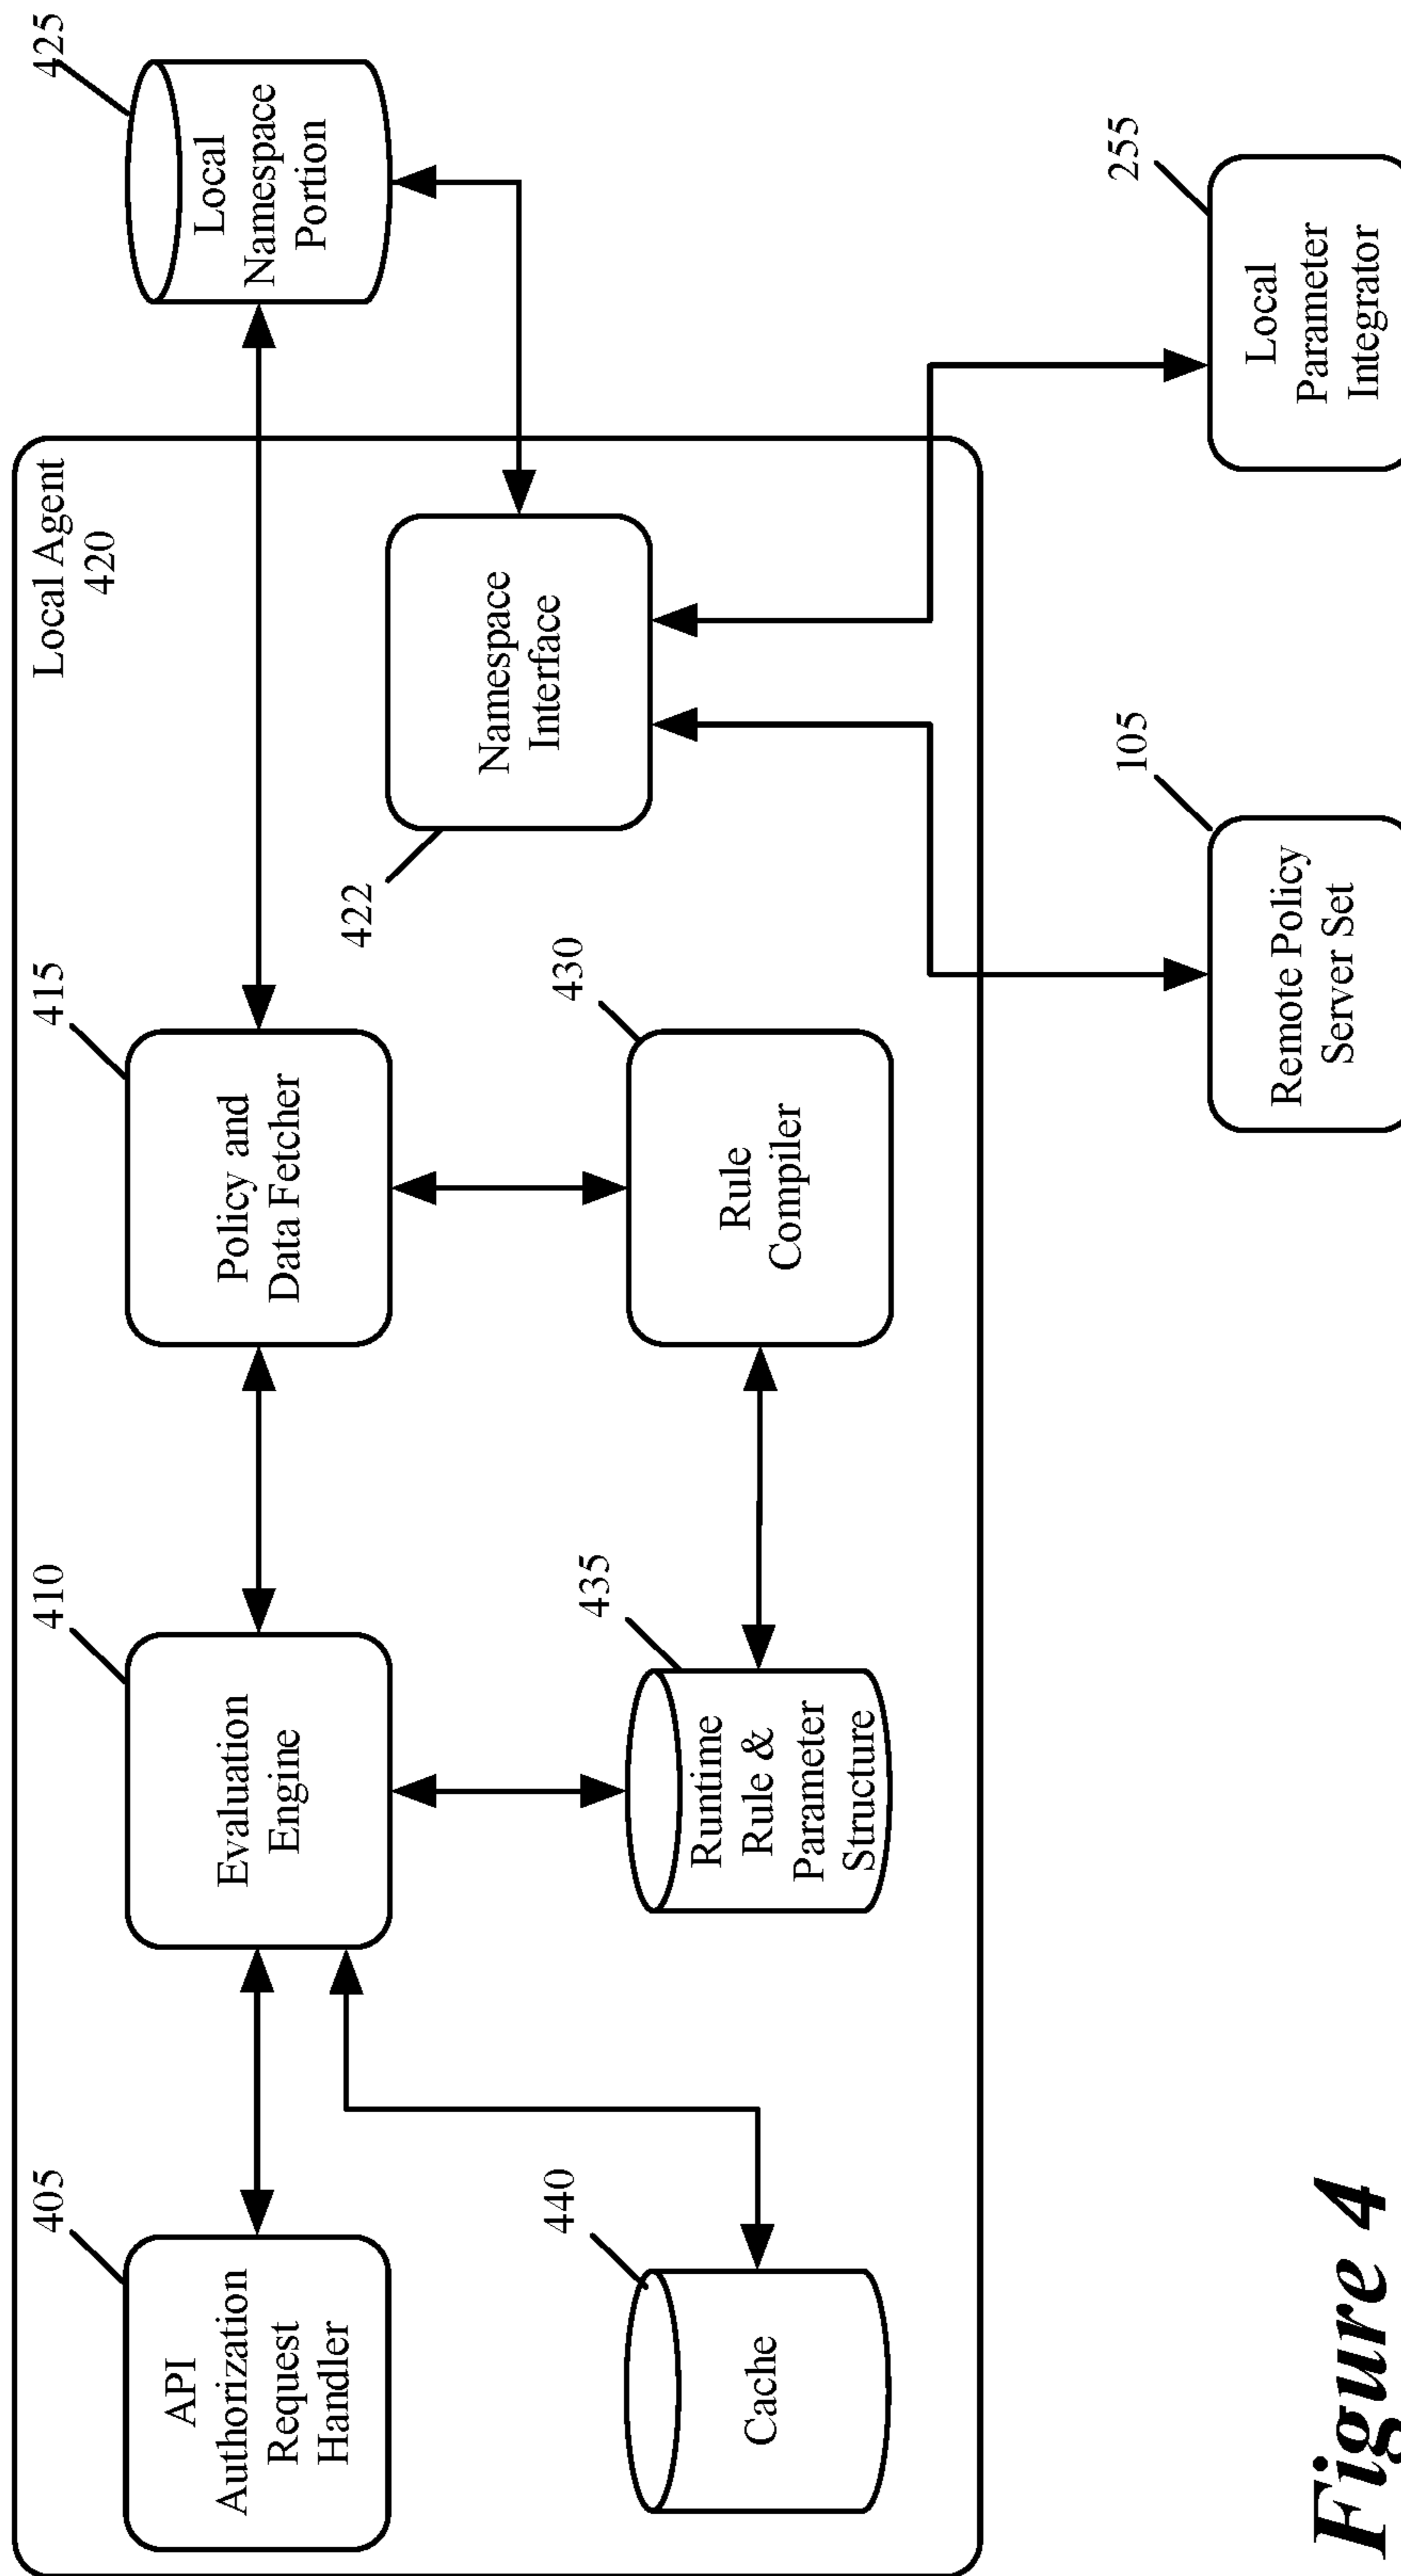 Local Agent
420
405
API
Authorization
Request
Handler
410
Evaluation
Engine
415
Policy and
Data Fetcher
425
Local
Namespace
Portion
440
Cache
435
Runtime
Rule &
Parameter
Structure
430
Rule
Compiler
422
Namespace
Interface
105
Remote Policy
Server Set
255
Local
Parameter
Integrator
Figure 4